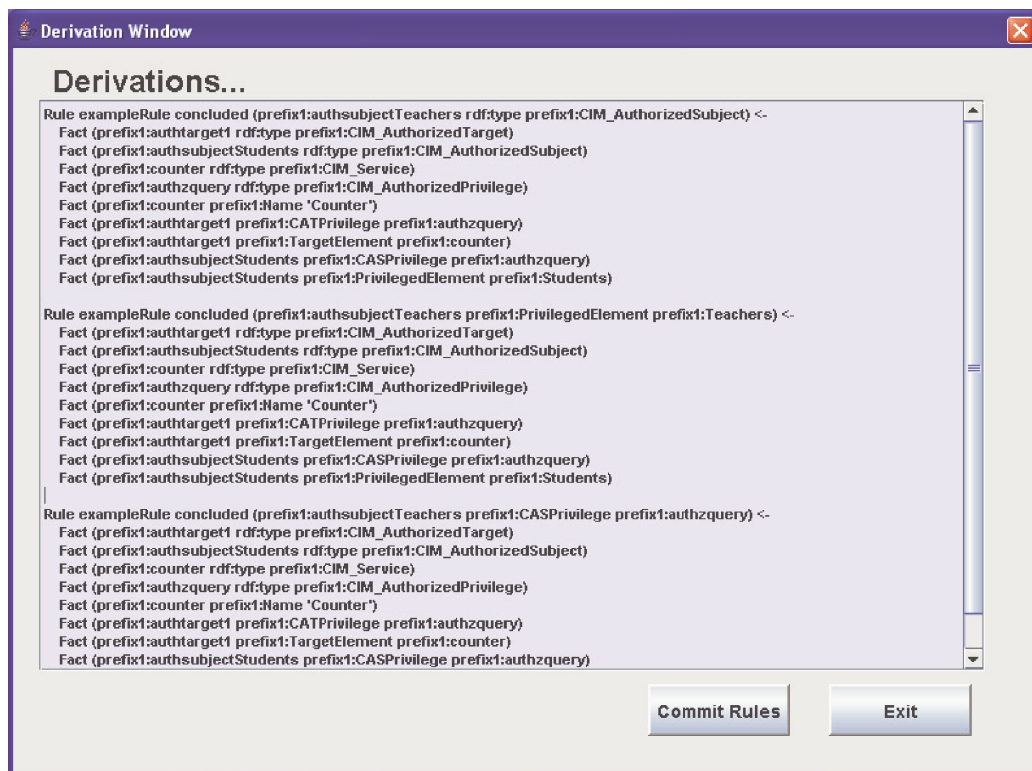 Derivation Window
Derivations...
Rule exampleRule concluded (prefix1:authsubjectTeachers rdf:type prefix1:CIM_AuthorizedSubject) <-
Fact (prefix1:authtarget1 rdf:type prefix1:CIM_AuthorizedTarget)
Fact (prefix1:authsubjectStudents rdf:type prefix1:CIM_AuthorizedSubject)
Fact (prefix1:counter rdf:type prefix1:CIM_Service)
Fact (prefix1:authzquery rdf:type prefix1:CIM_AuthorizedPrivilege)
Fact (prefix1:counter prefix1:Name 'Counter')
Fact (prefix1:authtarget1 prefix1:CATPrivilege prefix1:authzquery)
Fact (prefix1:authtarget1 prefix1:TargetElement prefix1:counter)
Fact (prefix1:authsubjectStudents prefix1:CASPrivilege prefix1:authzquery)
Fact (prefix1:authsubjectStudents prefix1:PrivilegedElement prefix1:Students)
Rule exampleRule concluded (prefix1:authsubjectTeachers prefix1:PrivilegedElement prefix1:Teachers) <-
Fact (prefix1:authtarget1 rdf:type prefix1:CIM_AuthorizedTarget)
Fact (prefix1:authsubjectStudents rdf:type prefix1:CIM_AuthorizedSubject)
Fact (prefix1:counter rdf:type prefix1:CIM_Service)
Fact (prefix1:authzquery rdf:type prefix1:CIM_AuthorizedPrivilege)
Fact (prefix1:counter prefix1:Name 'Counter')
Fact (prefix1:authtarget1 prefix1:CATPrivilege prefix1:authzquery)
Fact (prefix1:authtarget1 prefix1:TargetElement prefix1:counter)
Fact (prefix1:authsubjectStudents prefix1:CASPrivilege prefix1:authzquery)
Fact (prefix1:authsubjectStudents prefix1:PrivilegedElement prefix1:Students)
Rule exampleRule concluded (prefix1:authsubjectTeachers prefix1:CASPrivilege prefix1:authzquery) <-
Fact (prefix1:authtarget1 rdf:type prefix1:CIM_AuthorizedTarget)
Fact (prefix1:authsubjectStudents rdf:type prefix1:CIM_AuthorizedSubject)
Fact (prefix1:counter rdf:type prefix1:CIM_Service)
Fact (prefix1:authzquery rdf:type prefix1:CIM_AuthorizedPrivilege)
Fact (prefix1:counter prefix1:Name 'Counter')
Fact (prefix1:authtarget1 prefix1:CATPrivilege prefix1:authzquery)
Fact (prefix1:authtarget1 prefix1:TargetElement prefix1:counter)
Fact (prefix1:authsubjectStudents prefix1:CASPrivilege prefix1:authzquery)
Commit Rules
Exit